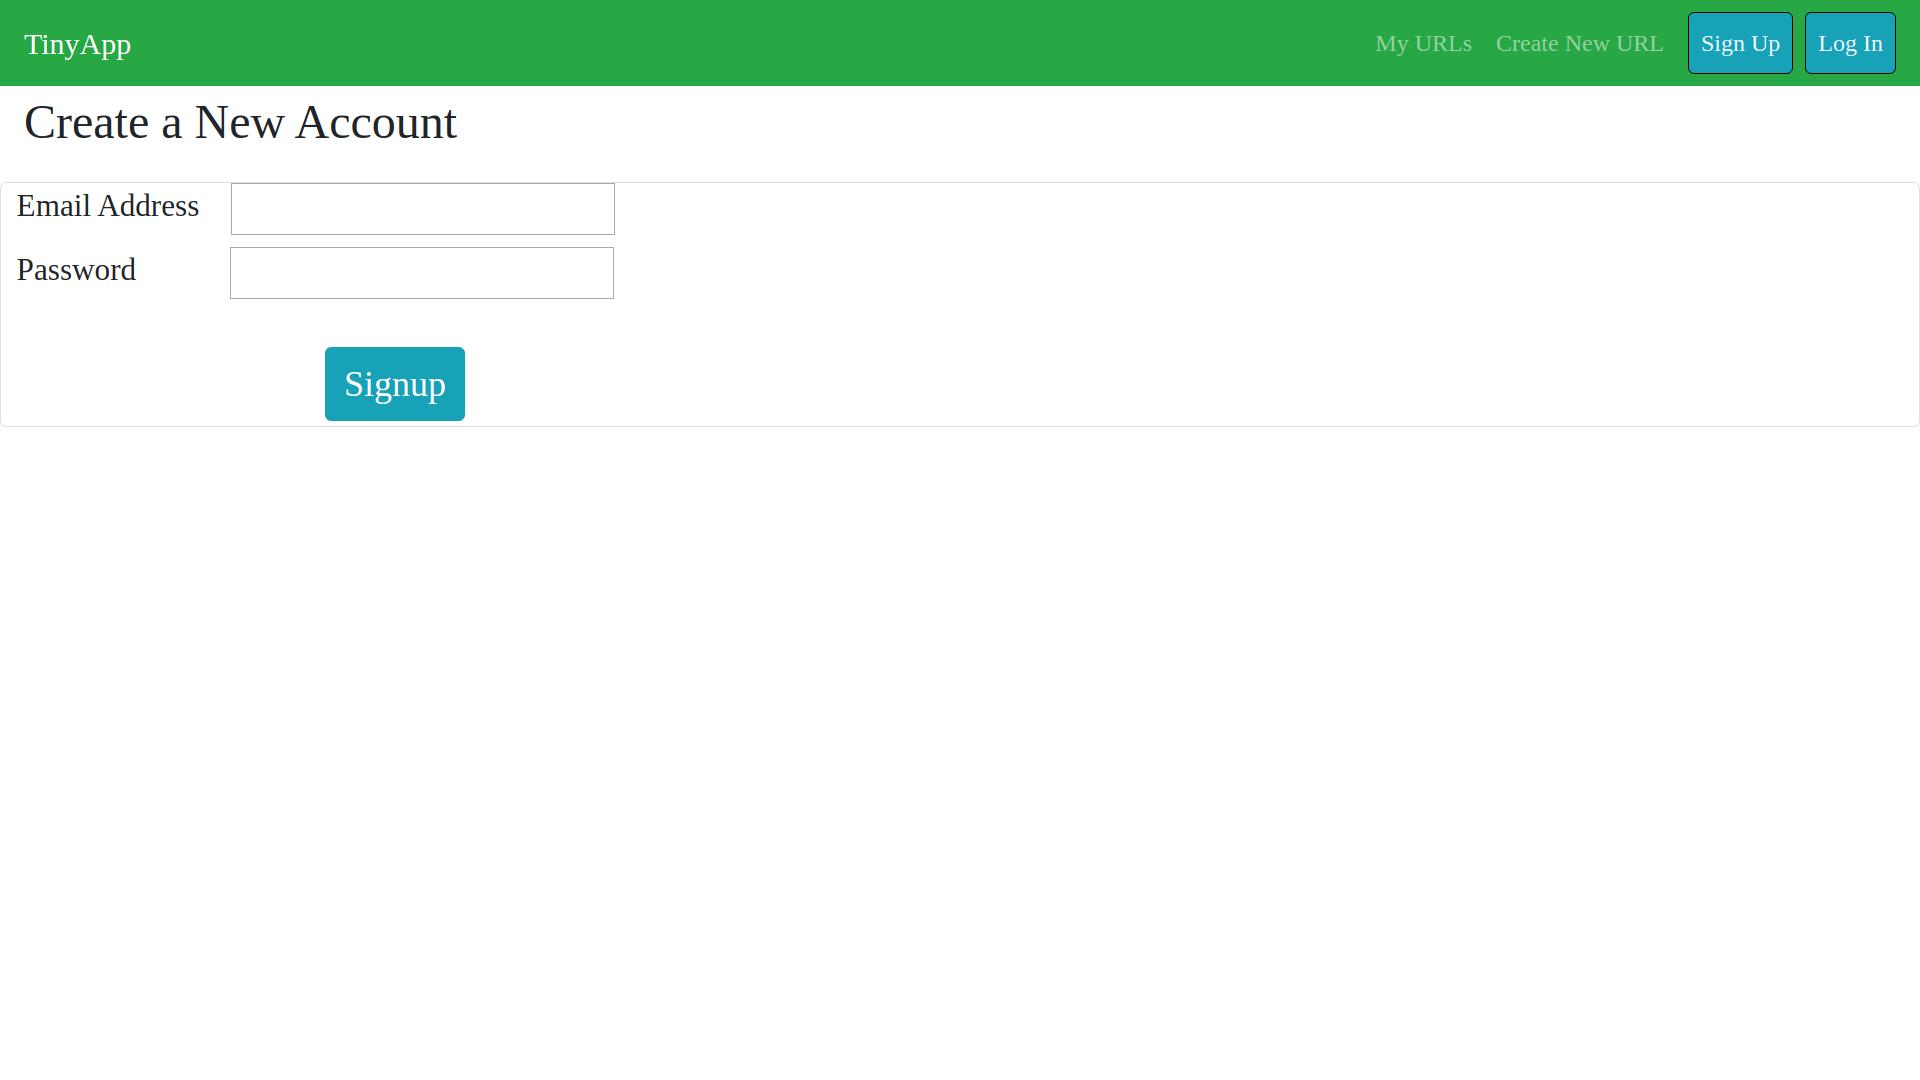 TinyApp
My URLs Create New URL Sign Up Log In
Create a New Account
Email Address
Password
Signup